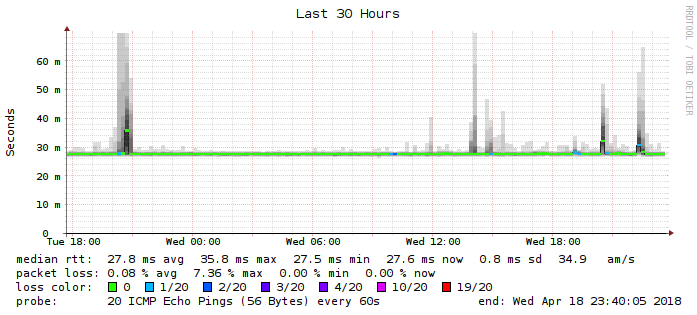 Last 30 Hours
RRDTOOL / TOBI OETIKER
Seconds
60 m
50 m
40 m
30 m
20 m
10 m
0
Tue 18:00 Wed 00:00 Wed 06:00 Wed 12:00 Wed 18:00
median rtt: 27.8 ms avg 35.8 ms max 27.5 ms min 27.6 ms now 0.8 ms sd 34.9 am/s
packet loss: 0.08 % avg 7.36 % max 0.00 % min 0.00 % now
loss color: 0 1/20 2/20 3/20 4/20 10/20 19/20
probe: 20 ICMP Echo Pings (56 Bytes) every 60s end: Wed Apr 18 23:40:05 2018